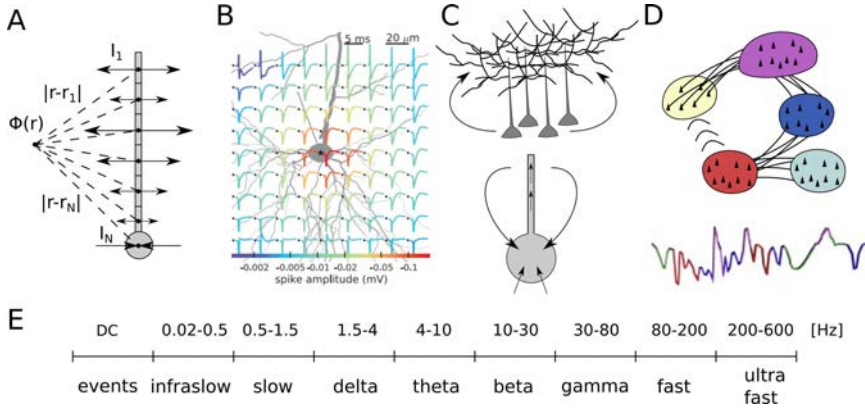 A
I₁
|r-r₁|
Φ(r)
|r-r_N|
I_N
B
5 ms 20 μm
-0.002 -0.005 -0.01 -0.02 -0.05 -0.1
spike amplitude (mV)
C
D
E
DC 0.02-0.5 0.5-1.5 1.5-4 4-10 10-30 30-80 80-200 200-600 [Hz]
events infraslow slow delta theta beta gamma fast ultra
fast